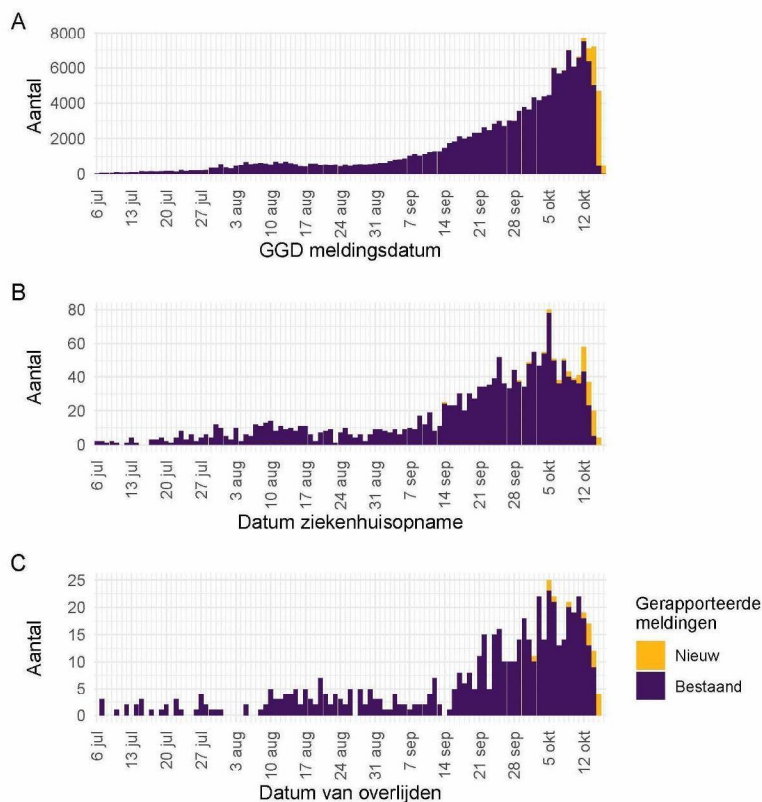 A
8000
6000
4000
2000
0
Aantal
6 jul
13 jul
20 jul
27 jul
3 aug
10 aug
17 aug
24 aug
31 aug
7 sep
14 sep
21 sep
28 sep
5 okt
12 okt
GGD meldingsdatum
B
80
60
40
20
0
Aantal
6 jul
13 jul
20 jul
27 jul
3 aug
10 aug
17 aug
24 aug
31 aug
7 sep
14 sep
21 sep
28 sep
5 okt
12 okt
Datum ziekenhuisopname
C
25
20
15
10
5
0
Aantal
6 jul
13 jul
20 jul
27 jul
3 aug
10 aug
17 aug
24 aug
31 aug
7 sep
14 sep
21 sep
28 sep
5 okt
12 okt
Datum van overlijden
Gerapporteerde
meldingen
Nieuw
Bestaand